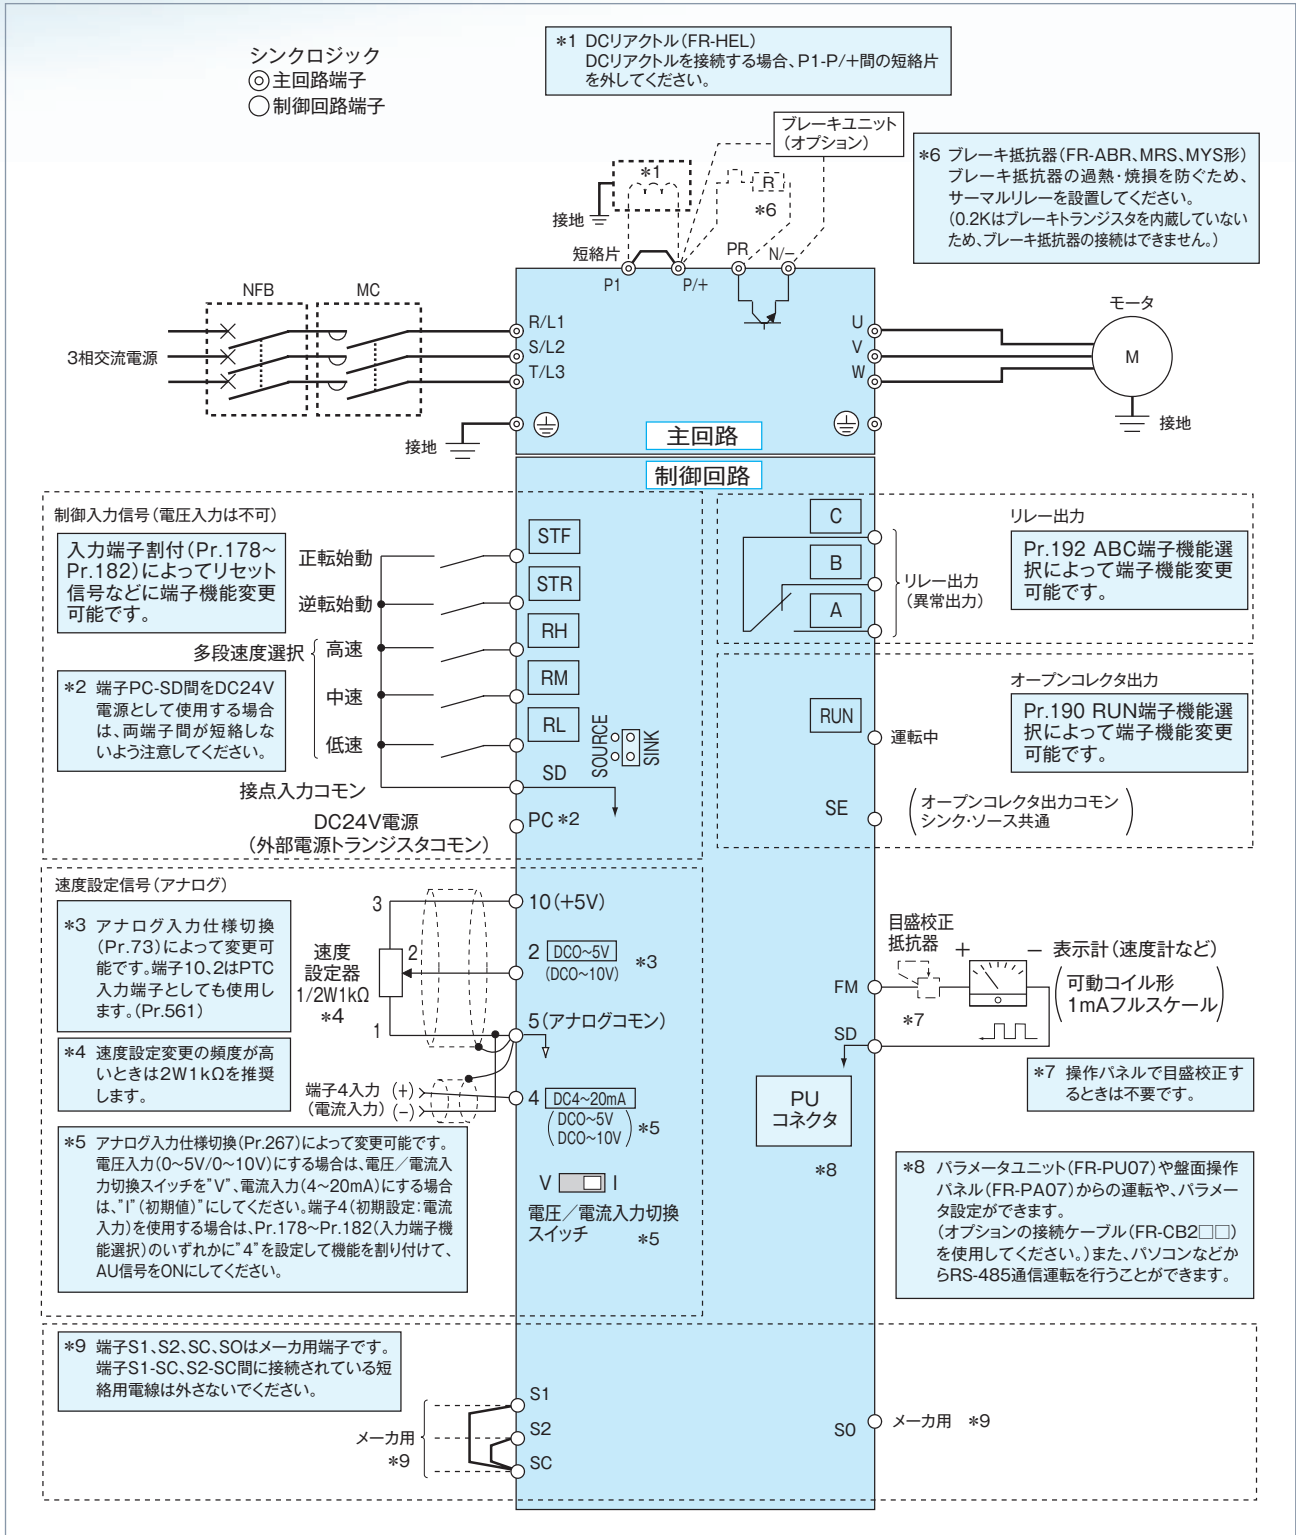 シンクロジック
◎主回路端子
○制御回路端子
*1 DCリアクトル(FR-HEL)
DCリアクトルを接続する場合、P1-P/+間の短絡片
を外してください。
ブレーキユニット
(オプション)
*6 ブレーキ抵抗器(FR-ABR、MRS、MYS形)
ブレーキ抵抗器の過熱・焼損を防ぐため、
サーマルリレーを設置してください。
(0.2Kはブレーキトランジスタを内蔵していない
ため、ブレーキ抵抗器の接続はできません。)
*1
R
*6
接地
短絡片
P1
P/+
PR
N/−
NFB
MC
3相交流電源
R/L1
S/L2
T/L3
接地
U
V
W
モータ
M
接地
主回路
制御回路
制御入力信号(電圧入力は不可)
入力端子割付(Pr.178~
Pr.182)によってリセット
信号などに端子機能変更
可能です。
正転始動
逆転始動
多段速度選択
高速
中速
低速
*2 端子PC-SD間をDC24V
電源として使用する場合
は、両端子間が短絡しな
いよう注意してください。
接点入力コモン
DC24V電源
(外部電源トランジスタコモン)
STF
STR
RH
RM
RL
SD
PC *2
SOURCE
SINK
C
B
A
リレー出力
(異常出力)
リレー出力
Pr.192 ABC端子機能選
択によって端子機能変更
可能です。
RUN
運転中
SE
(オープンコレクタ出力コモン
シンク・ソース共通)
オープンコレクタ出力
Pr.190 RUN端子機能選
択によって端子機能変更
可能です。
速度設定信号(アナログ)
*3 アナログ入力仕様切換
(Pr.73)によって変更可
能です。端子10、2はPTC
入力端子としても使用し
ます。(Pr.561)
*4 速度設定変更の頻度が高
いときは2W1kΩを推奨
します。
速度
設定器
1/2W1kΩ
*4
3
2
1
10(+5V)
2 DC0~5V
(DC0~10V)
*3
5(アナログコモン)
端子4入力
(電流入力)
(+)
(−)
4 DC4~20mA
(DC0~5V
DC0~10V)
*5
V
I
電圧/電流入力切換
スイッチ
*5
*5 アナログ入力仕様切換(Pr.267)によって変更可能です。
電圧入力(0~5V/0~10V)にする場合は、電圧/電流入
力切換スイッチを"V"、電流入力(4~20mA)にする場合
は、"I"(初期値)"にしてください。端子4(初期設定:電流
入力)を使用する場合は、Pr.178~Pr.182(入力端子機
能選択)のいずれかに"4"を設定して機能を割り付けて、
AU信号をONにしてください。
目盛校正
抵抗器
+
−
表示計(速度計など)
(可動コイル形
1mAフルスケール)
FM
*7
SD
*7 操作パネルで目盛校正す
るときは不要です。
PU
コネクタ
*8
*8 パラメータユニット(FR-PU07)や盤面操作
パネル(FR-PA07)からの運転や、パラメー
タ設定ができます。
(オプションの接続ケーブル(FR-CB2□□)
を使用してください。)また、パソコンなどか
らRS-485通信運転を行うことができます。
*9 端子S1、S2、SC、SOはメーカ用端子です。
端子S1-SC、S2-SC間に接続されている短
絡用電線は外さないでください。
メーカ用
*9
S1
S2
SC
SO
メーカ用 *9